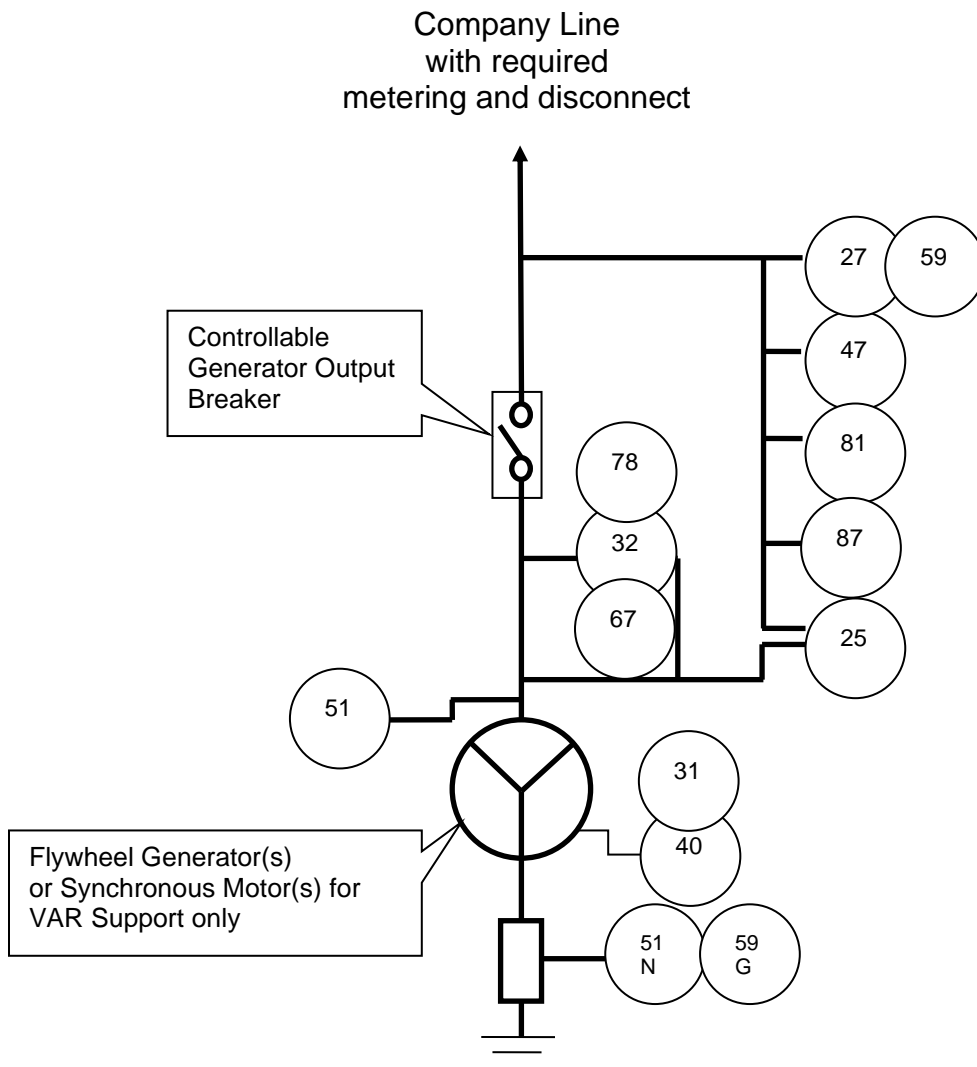 Company Line
with required
metering and disconnect
27
59
Controllable
Generator Output
Breaker
47
81
78
87
32
67
25
51
31
40
Flywheel Generator(s)
or Synchronous Motor(s) for
VAR Support only
51
N
59
G